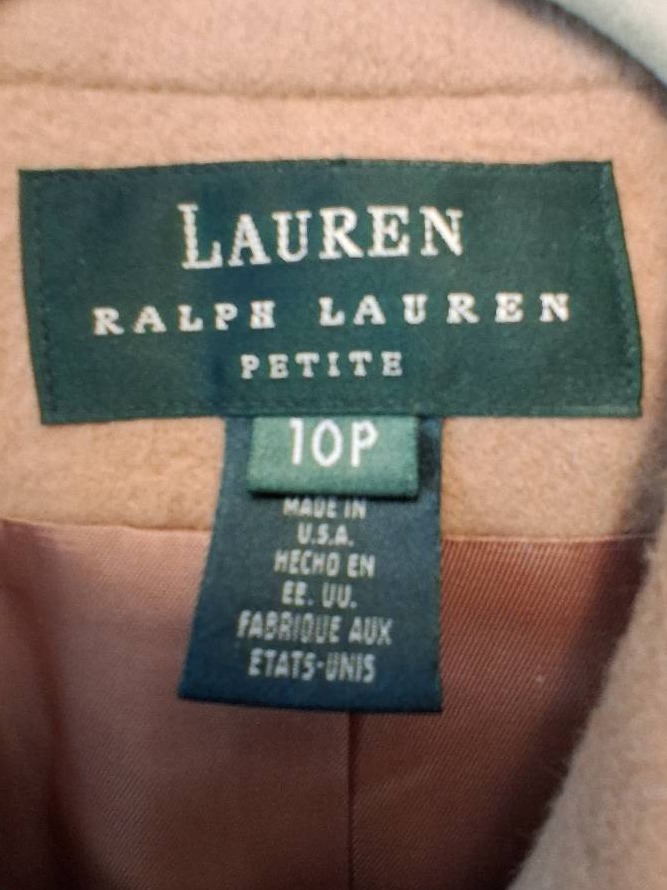 LAUREN
RALPH LAUREN
PETITE
10P
MADE IN
U.S.A.
HECHO EN
EE. UU.
FABRIQUE AUX
ETATS-UNIS